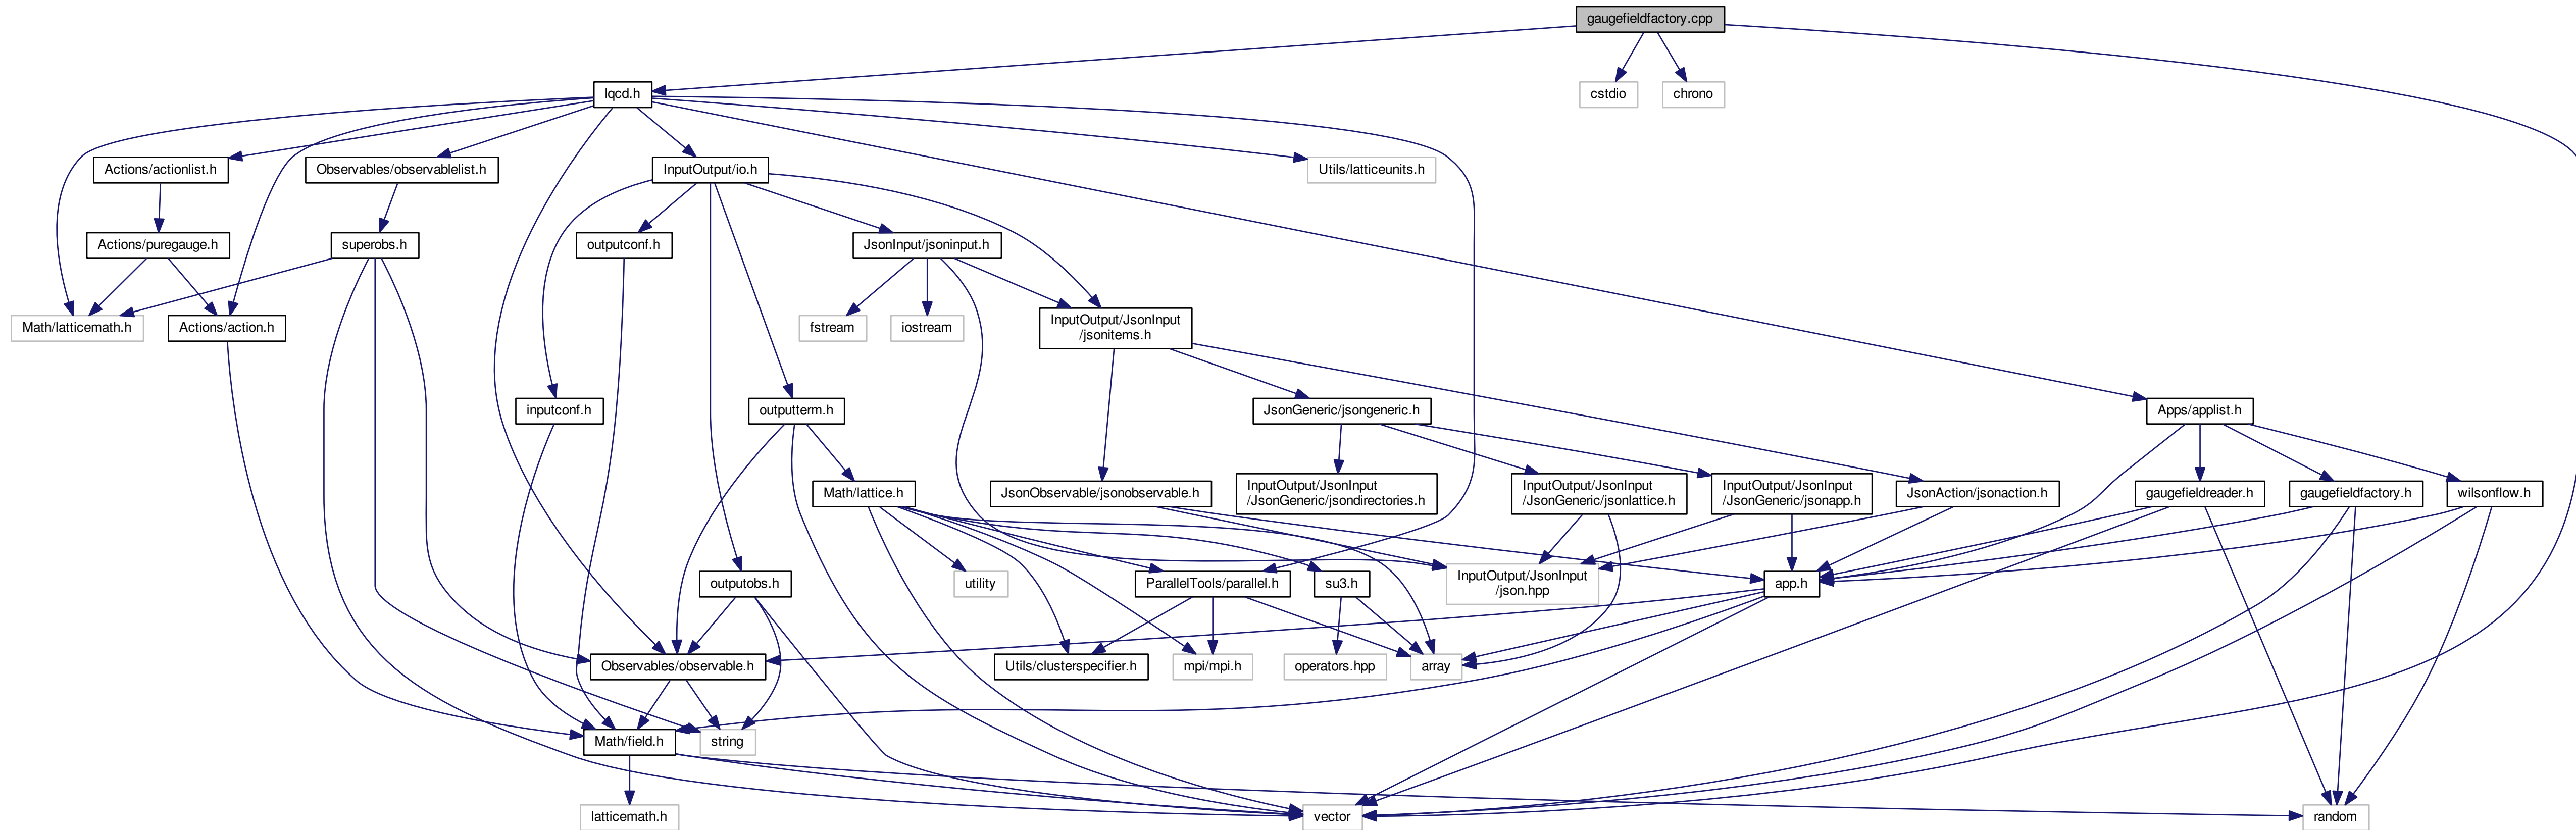 gaugefieldfactory.cpp
lqcd.h
cstdio
chrono
Actions/actionlist.h
Observables/observablelist.h
InputOutput/io.h
Utils/latticeunits.h
Actions/puregauge.h
superobs.h
outputconf.h
JsonInput/jsoninput.h
Math/latticemath.h
Actions/action.h
fstream
iostream
InputOutput/JsonInput
/jsonitems.h
inputconf.h
outputterm.h
JsonGeneric/jsongeneric.h
Apps/applist.h
Math/lattice.h
JsonObservable/jsonobservable.h
InputOutput/JsonInput
/JsonGeneric/jsondirectories.h
InputOutput/JsonInput
/JsonGeneric/jsonlattice.h
InputOutput/JsonInput
/JsonGeneric/jsonapp.h
JsonAction/jsonaction.h
gaugefieldreader.h
gaugefieldfactory.h
wilsonflow.h
outputobs.h
utility
ParallelTools/parallel.h
su3.h
InputOutput/JsonInput
/json.hpp
app.h
Observables/observable.h
Utils/clusterspecifier.h
mpi/mpi.h
operators.hpp
array
Math/field.h
string
latticemath.h
vector
random